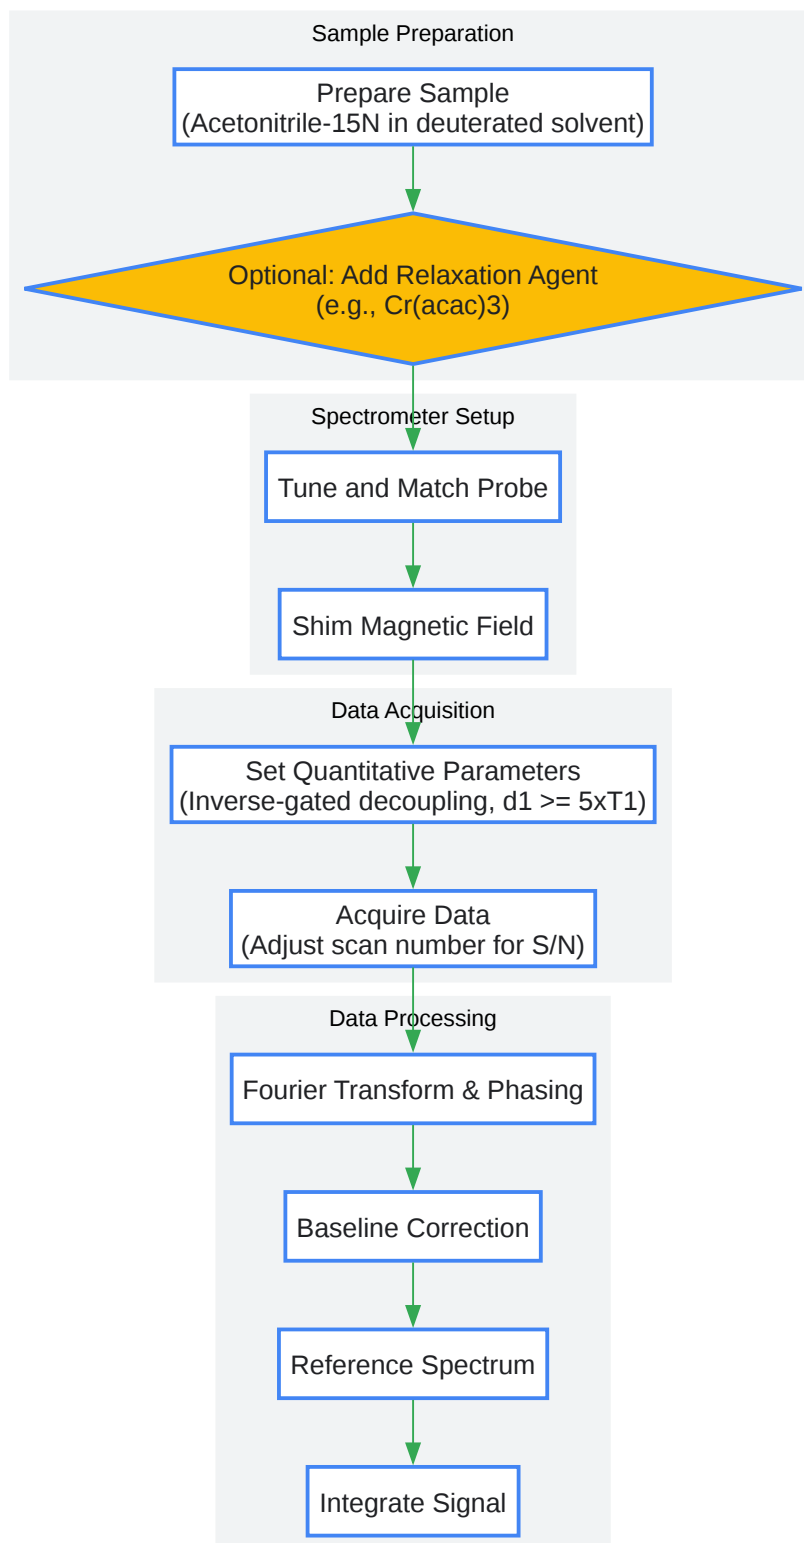 Sample Preparation
Prepare Sample
(Acetonitrile-15N in deuterated solvent)
Optional: Add Relaxation Agent
(e.g., Cr(acac)3)
Spectrometer Setup
Tune and Match Probe
Shim Magnetic Field
Data Acquisition
Set Quantitative Parameters
(Inverse-gated decoupling, d1 >= 5xT1)
Acquire Data
(Adjust scan number for S/N)
Data Processing
Fourier Transform & Phasing
Baseline Correction
Reference Spectrum
Integrate Signal